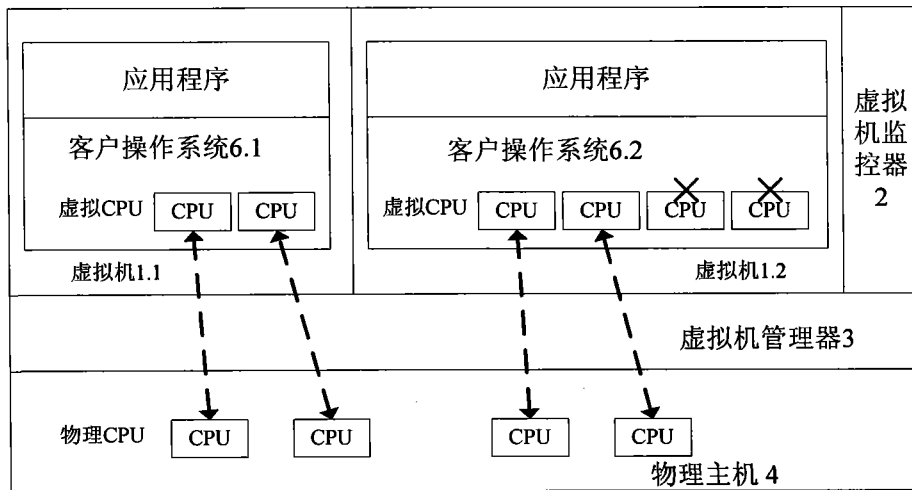 应用程序
客户操作系统6.1
虚拟CPU CPU CPU
虚拟机1.1
应用程序
客户操作系统6.2
虚拟CPU CPU CPU CPU CPU
虚拟机1.2
虚拟
机监
控器
2
虚拟机管理器3
物理CPU CPU CPU CPU CPU
物理主机 4